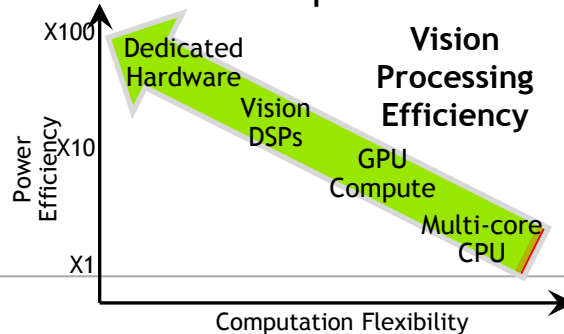 X100
Dedicated
Hardware
Vision
Processing
Efficiency
Vision
DSPs
Power
Efficiency
X10
GPU
Compute
Multi-core
CPU
X1
Computation Flexibility